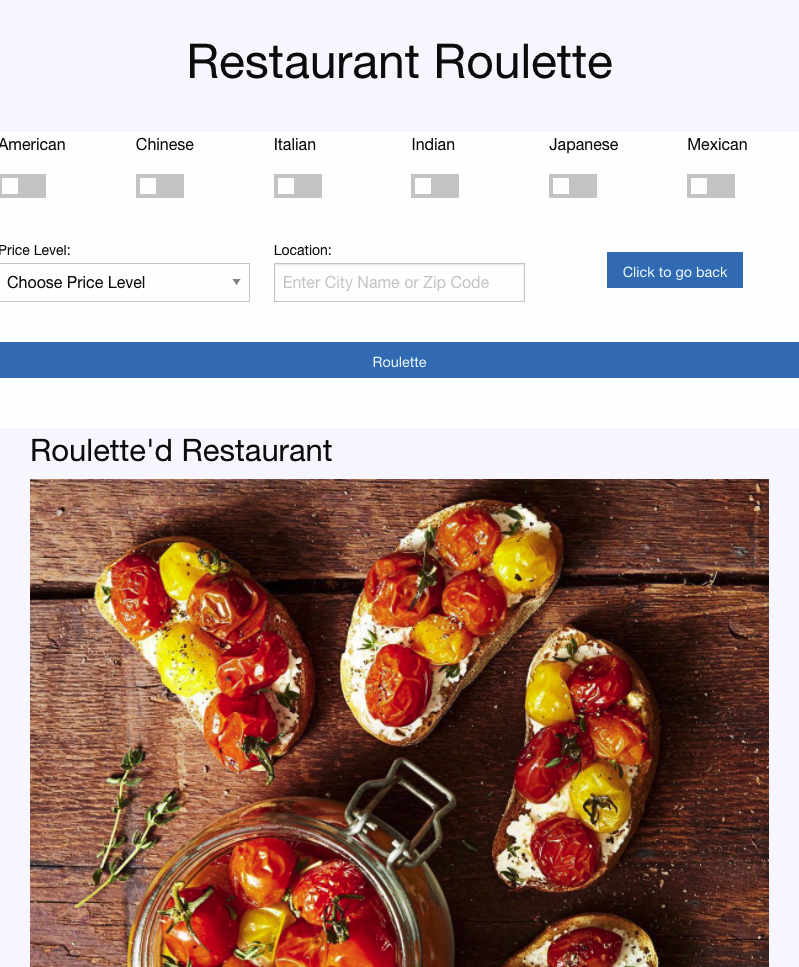 Restaurant Roulette
American Chinese Italian Indian Japanese Mexican
Price Level: Location:
Choose Price Level Enter City Name or Zip Code Click to go back
Roulette
Roulette'd Restaurant